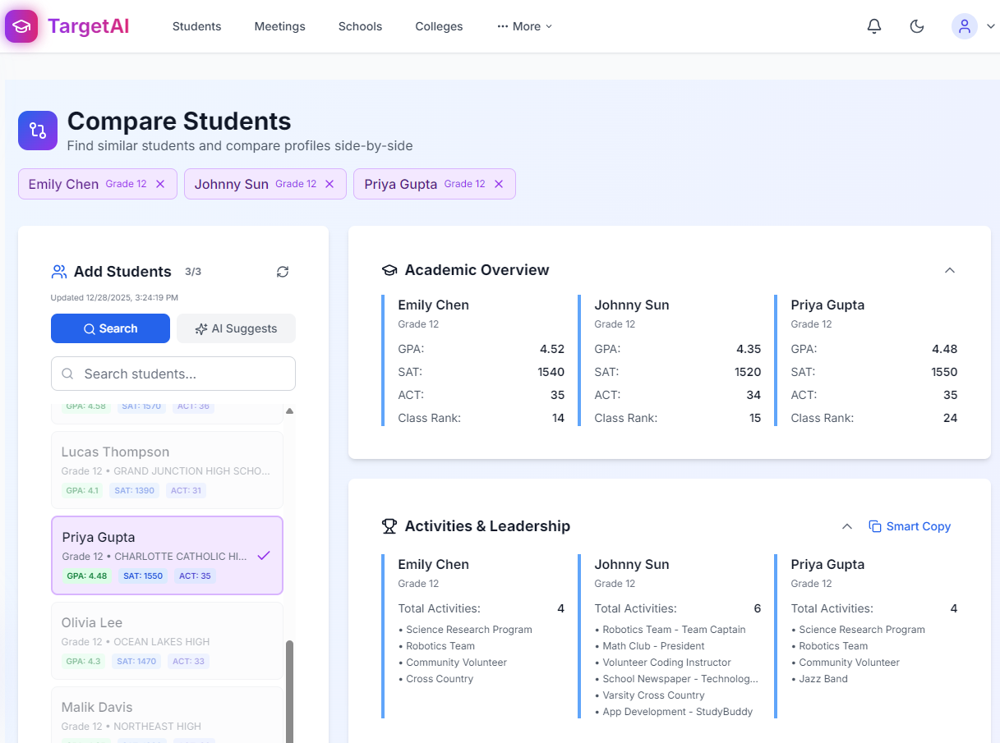 TargetAI
Students
Meetings
Schools
Colleges
More
Compare Students
Find similar students and compare profiles side-by-side
Emily Chen Grade 12
Johnny Sun Grade 12
Priya Gupta Grade 12
Add Students 3/3
Updated 12/28/2025, 3:24:19 PM
Search
AI Suggests
Search students...
GPA: 4.58 SAT: 1570 ACT: 36
Lucas Thompson
Grade 12 • GRAND JUNCTION HIGH SCHO...
GPA: 4.1 SAT: 1390 ACT: 31
Priya Gupta
Grade 12 • CHARLOTTE CATHOLIC HI...
GPA: 4.48 SAT: 1550 ACT: 35
Olivia Lee
Grade 12 • OCEAN LAKES HIGH
GPA: 4.3 SAT: 1470 ACT: 33
Malik Davis
Grade 12 • NORTHEAST HIGH
Academic Overview
Emily Chen
Grade 12
GPA: 4.52
SAT: 1540
ACT: 35
Class Rank: 14
Johnny Sun
Grade 12
GPA: 4.35
SAT: 1520
ACT: 34
Class Rank: 15
Priya Gupta
Grade 12
GPA: 4.48
SAT: 1550
ACT: 35
Class Rank: 24
Activities & Leadership
Smart Copy
Emily Chen
Grade 12
Total Activities: 4
• Science Research Program
• Robotics Team
• Community Volunteer
• Cross Country
Johnny Sun
Grade 12
Total Activities: 6
• Robotics Team - Team Captain
• Math Club - President
• Volunteer Coding Instructor
• School Newspaper - Technolog...
• Varsity Cross Country
• App Development - StudyBuddy
Priya Gupta
Grade 12
Total Activities: 4
• Science Research Program
• Robotics Team
• Community Volunteer
• Jazz Band